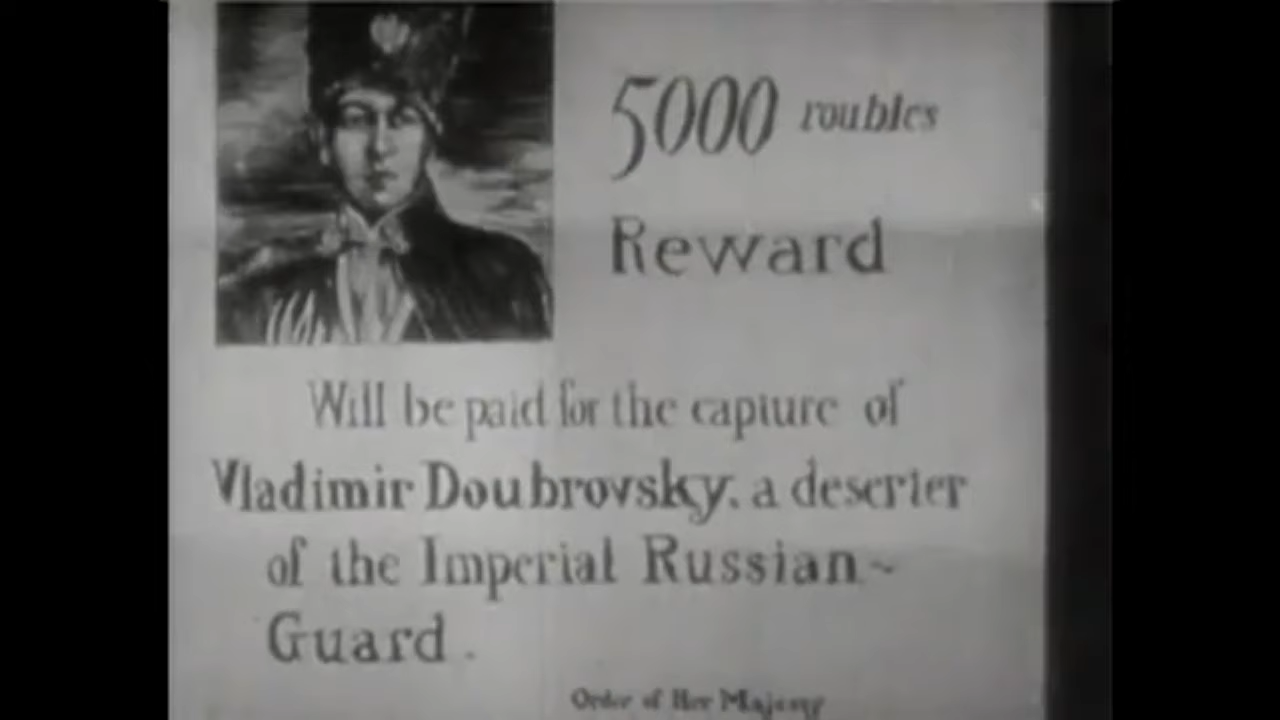 5000 roubles
Reward
Will be paid for the capture of
Vladimir Doubrovsky, a deserter
of the Imperial Russian~
Guard.
Order of Her Majesty